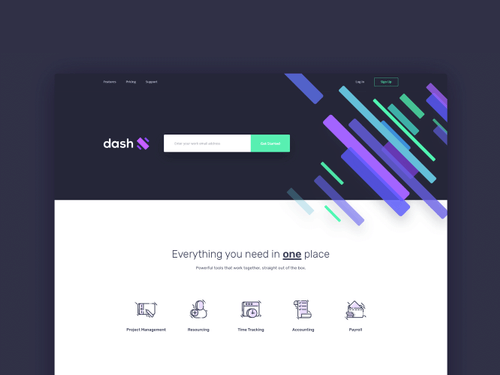 Features Pricing Support Log in Sign Up
dash
Enter your work email address Get Started
Everything you need in one place
Powerful tools that work together, straight out of the box.
Project Management Resourcing Time Tracking Accounting Payroll